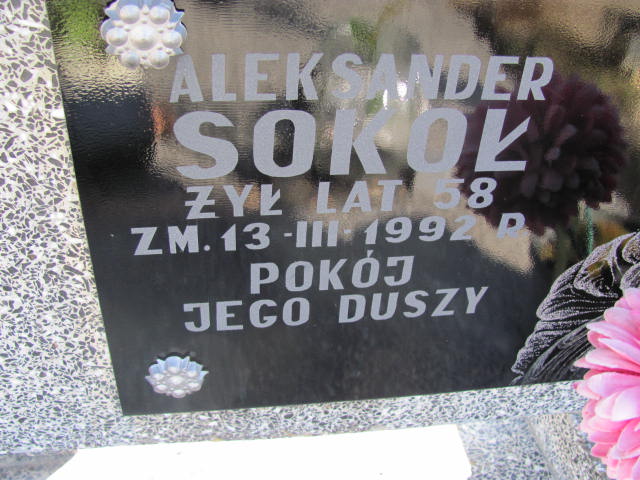 ALEKSANDER
SOKOŁ
ŻYŁ LAT 58
ZM. 13-III-1992 R
POKÓJ
JEGO DUSZY